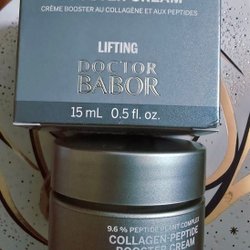 CREAM
CRÈME BOOSTER AU COLLAGÈNE ET AUX PEPTIDES
LIFTING
DOCTOR
BABOR
15 mL 0.5 fl. oz.
9.6 % PEPTIDE-PLANT COMPLEX
COLLAGEN-PEPTIDE
BOOSTER CREAM